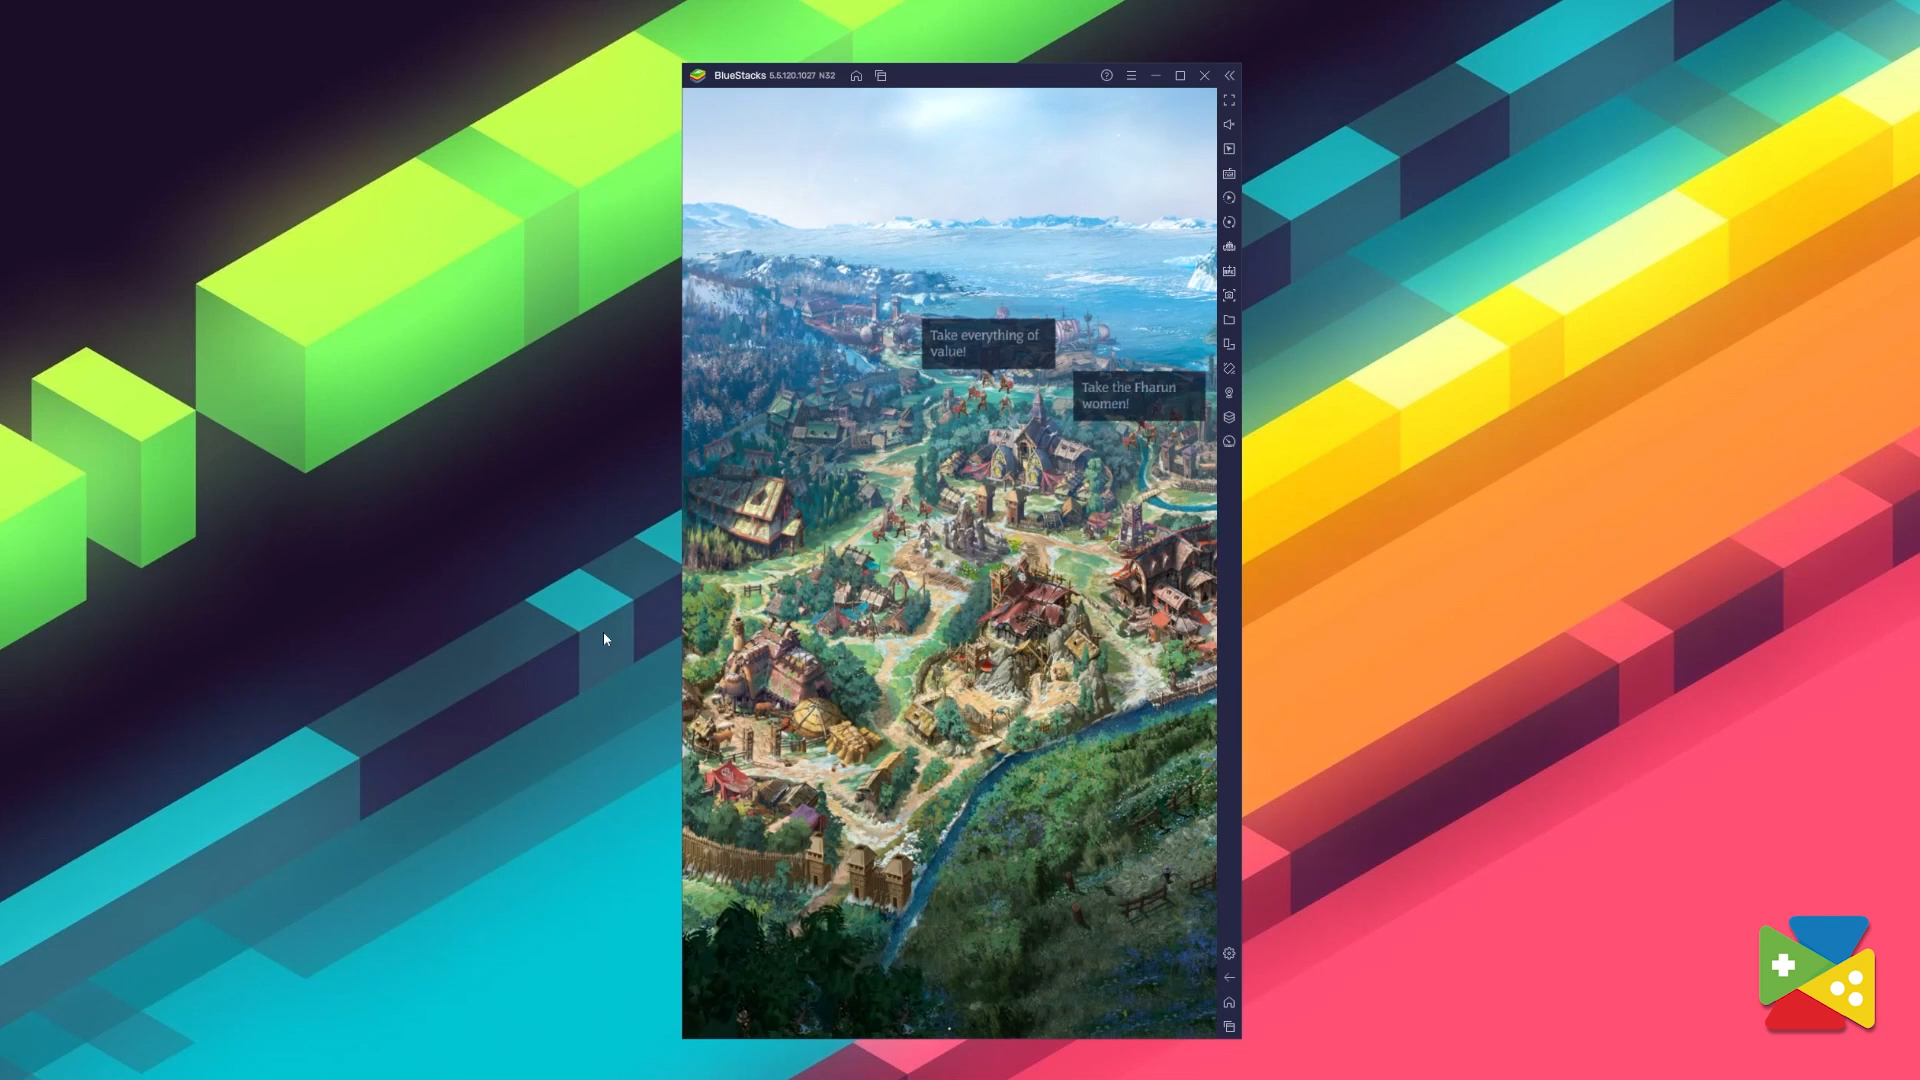 BlueStacks 5.5.120.1027 N32
Take everything of
value!
Take the Fharun
women!